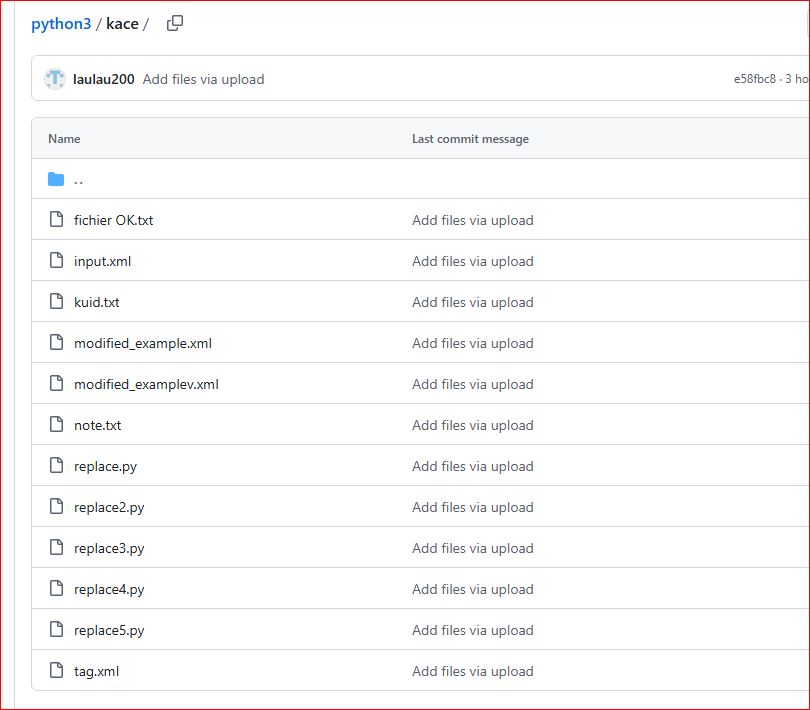 python3 / kace /
laulau200 Add files via upload e58fbc8 · 3 ho
Name Last commit message
..
fichier OK.txt Add files via upload
input.xml Add files via upload
kuid.txt Add files via upload
modified_example.xml Add files via upload
modified_examplev.xml Add files via upload
note.txt Add files via upload
replace.py Add files via upload
replace2.py Add files via upload
replace3.py Add files via upload
replace4.py Add files via upload
replace5.py Add files via upload
tag.xml Add files via upload